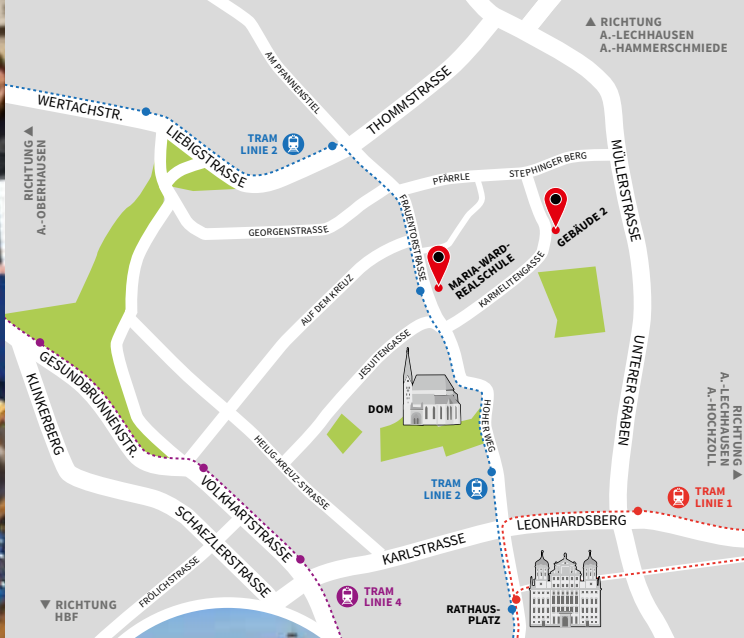 ▲ RICHTUNG
A.-LECHHAUSEN
A.-HAMMERSCHMIEDE
AM PFANNENSTIEL
THOMMSTRASSE
WERTACHSTR.
LIEBIGSTRASSE
TRAM
LINIE 2
RICHTUNG ▲
A.-OBERHAUSEN
MÜLLERSTRASSE
STEPHINGER BERG
PFÄRRLE
FRAUENTORSTRASSE
GEORGENSTRASSE
GEBÄUDE 2
MARIA-WARD-
REALSCHULE
KARMELITENGASSE
AUF DEM KREUZ
JESUITENGASSE
GESUNDBRUNNENSTR.
KLINKERBERG
UNTERER GRABEN
RICHTUNG ▶
A.-LECHHAUSEN
A.-HOCHZOLL
DOM
HOHER WEG
HEILIG-KREUZ-STRASSE
TRAM
LINIE 2
TRAM
LINIE 1
VOLKHARTSTRASSE
SCHAEZLERSTRASSE
LEONHARDSBERG
KARLSTRASSE
FRÖLICHSTRASSE
TRAM
LINIE 4
RATHAUS-
PLATZ
▼ RICHTUNG
HBF